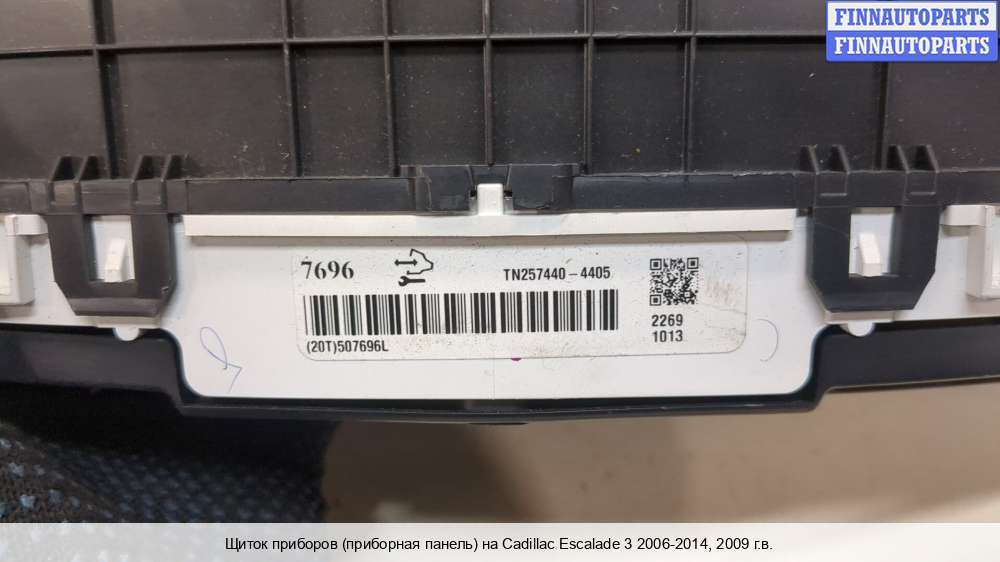 FINNAUTOPARTS
FINNAUTOPARTS
7696
TN257440-4405
2269
1013
(20T)507696L
Щиток приборов (приборная панель) на Cadillac Escalade 3 2006-2014, 2009 г.в.